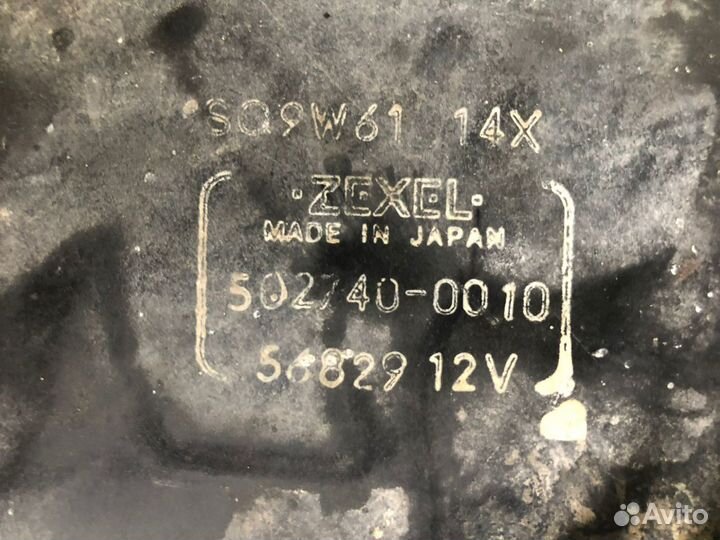 SQ9W61 14X
·ZEXEL·
MADE IN JAPAN
502740-0010
56829 12V
Avito